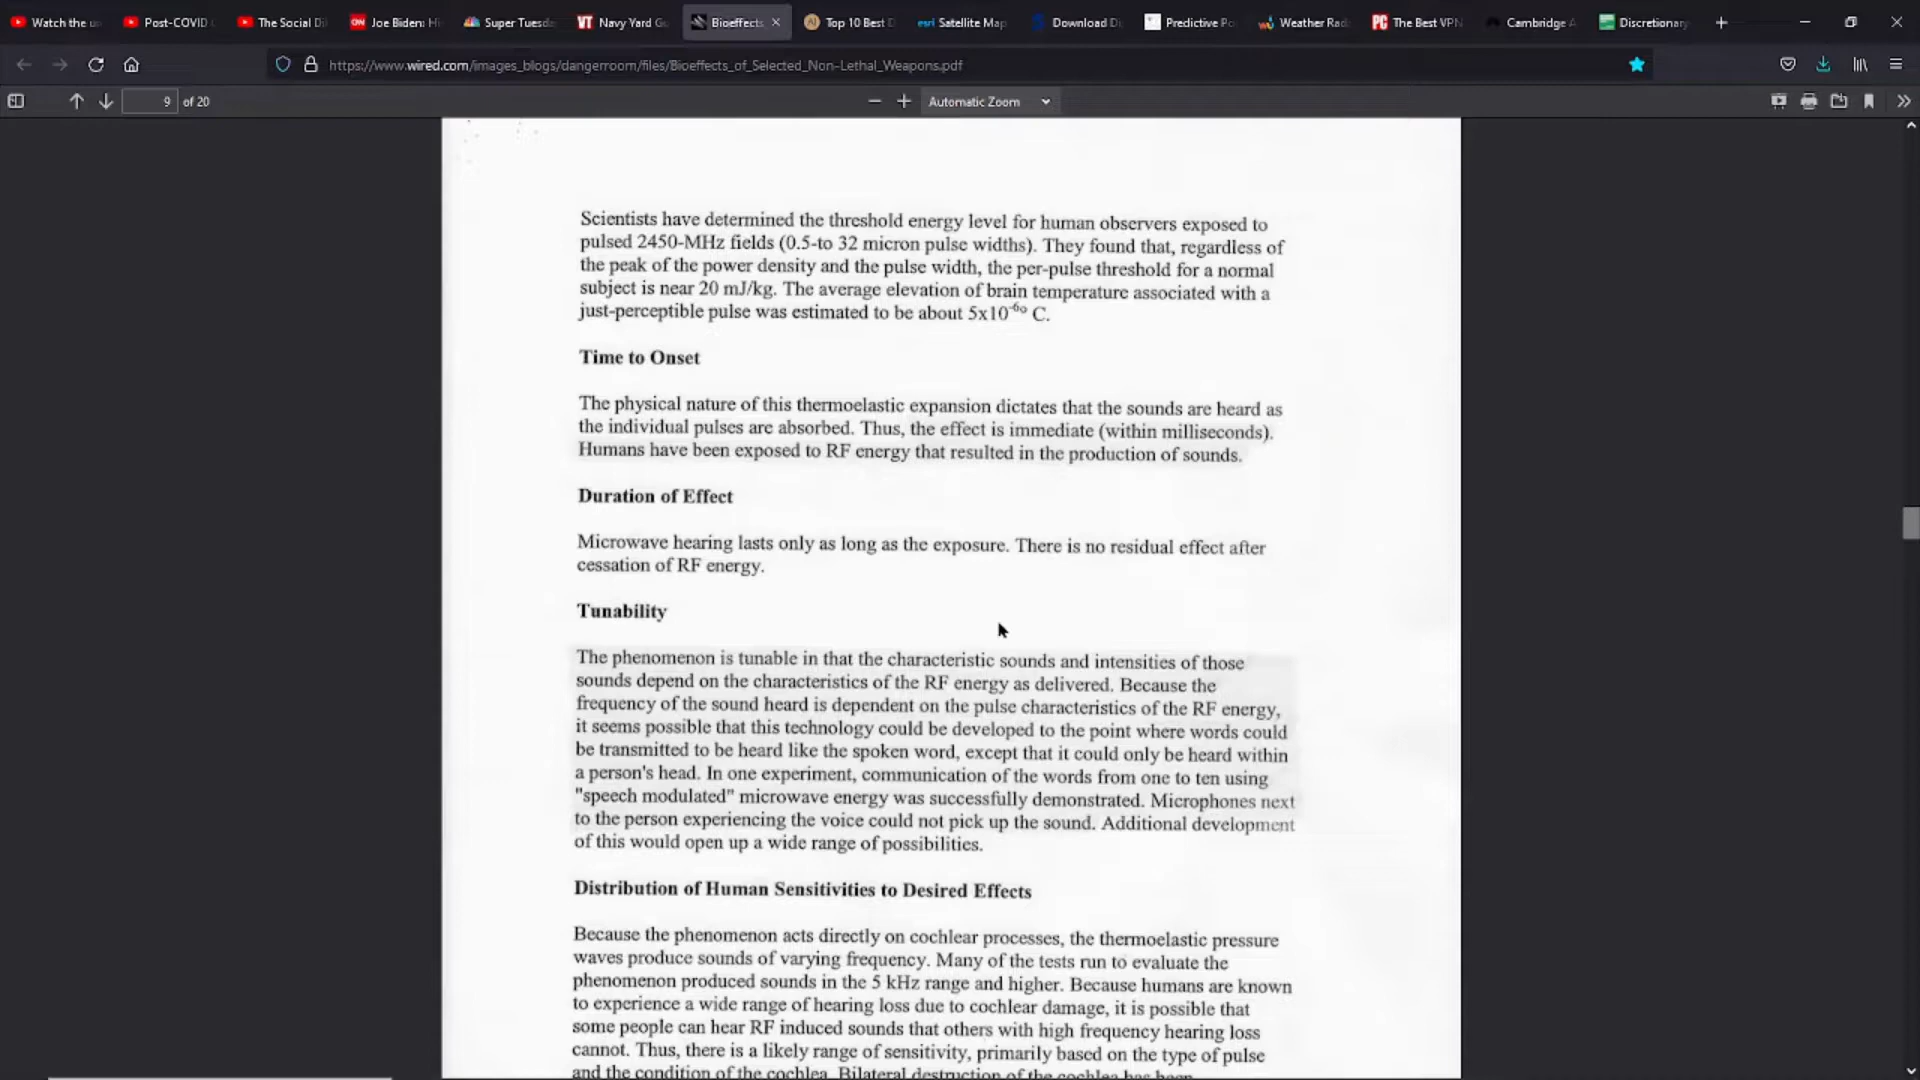 Watch the u
Post-COVID
The Social Di
Joe Biden: Hi
Super Tuesda
Navy Yard Gu
Bioeffects
Top 10 Best D
esri Satellite Map
Download Di
Predictive Po
Weather Rad
PC The Best VPN
Cambridge A
Discretionary
https://www.wired.com/images_blogs/dangerroom/files/Bioeffects_of_Selected_Non-Lethal_Weapons.pdf
9 of 20
Automatic Zoom
Scientists have determined the threshold energy level for human observers exposed to
pulsed 2450-MHz fields (0.5-to 32 micron pulse widths). They found that, regardless of
the peak of the power density and the pulse width, the per-pulse threshold for a normal
subject is near 20 mJ/kg. The average elevation of brain temperature associated with a
just-perceptible pulse was estimated to be about 5x10⁻⁶° C.
Time to Onset
The physical nature of this thermoelastic expansion dictates that the sounds are heard as
the individual pulses are absorbed. Thus, the effect is immediate (within milliseconds).
Humans have been exposed to RF energy that resulted in the production of sounds.
Duration of Effect
Microwave hearing lasts only as long as the exposure. There is no residual effect after
cessation of RF energy.
Tunability
The phenomenon is tunable in that the characteristic sounds and intensities of those
sounds depend on the characteristics of the RF energy as delivered. Because the
frequency of the sound heard is dependent on the pulse characteristics of the RF energy,
it seems possible that this technology could be developed to the point where words could
be transmitted to be heard like the spoken word, except that it could only be heard within
a person's head. In one experiment, communication of the words from one to ten using
"speech modulated" microwave energy was successfully demonstrated. Microphones next
to the person experiencing the voice could not pick up the sound. Additional development
of this would open up a wide range of possibilities.
Distribution of Human Sensitivities to Desired Effects
Because the phenomenon acts directly on cochlear processes, the thermoelastic pressure
waves produce sounds of varying frequency. Many of the tests run to evaluate the
phenomenon produced sounds in the 5 kHz range and higher. Because humans are known
to experience a wide range of hearing loss due to cochlear damage, it is possible that
some people can hear RF induced sounds that others with high frequency hearing loss
cannot. Thus, there is a likely range of sensitivity, primarily based on the type of pulse
and the condition of the cochlea. Bilateral destruction of the cochlea has been